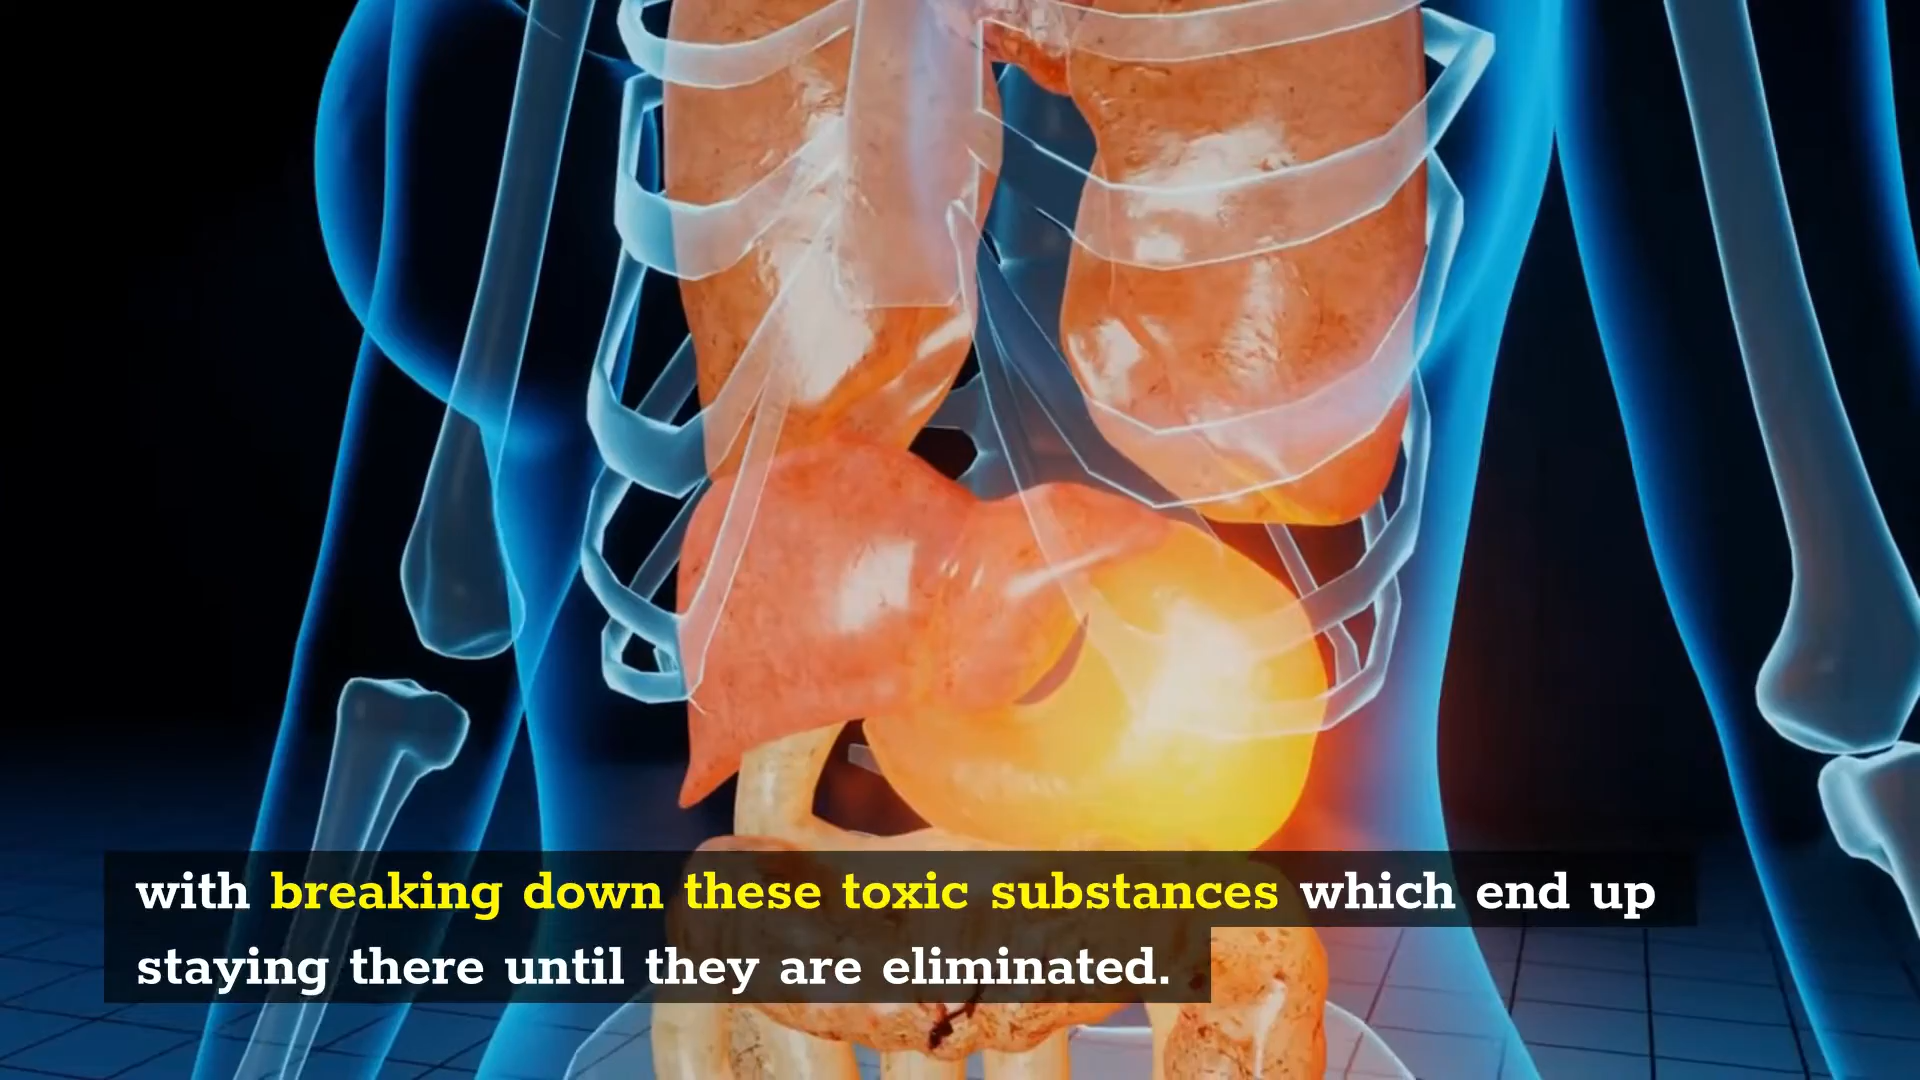 with breaking down these toxic substances which end up
staying there until they are eliminated.